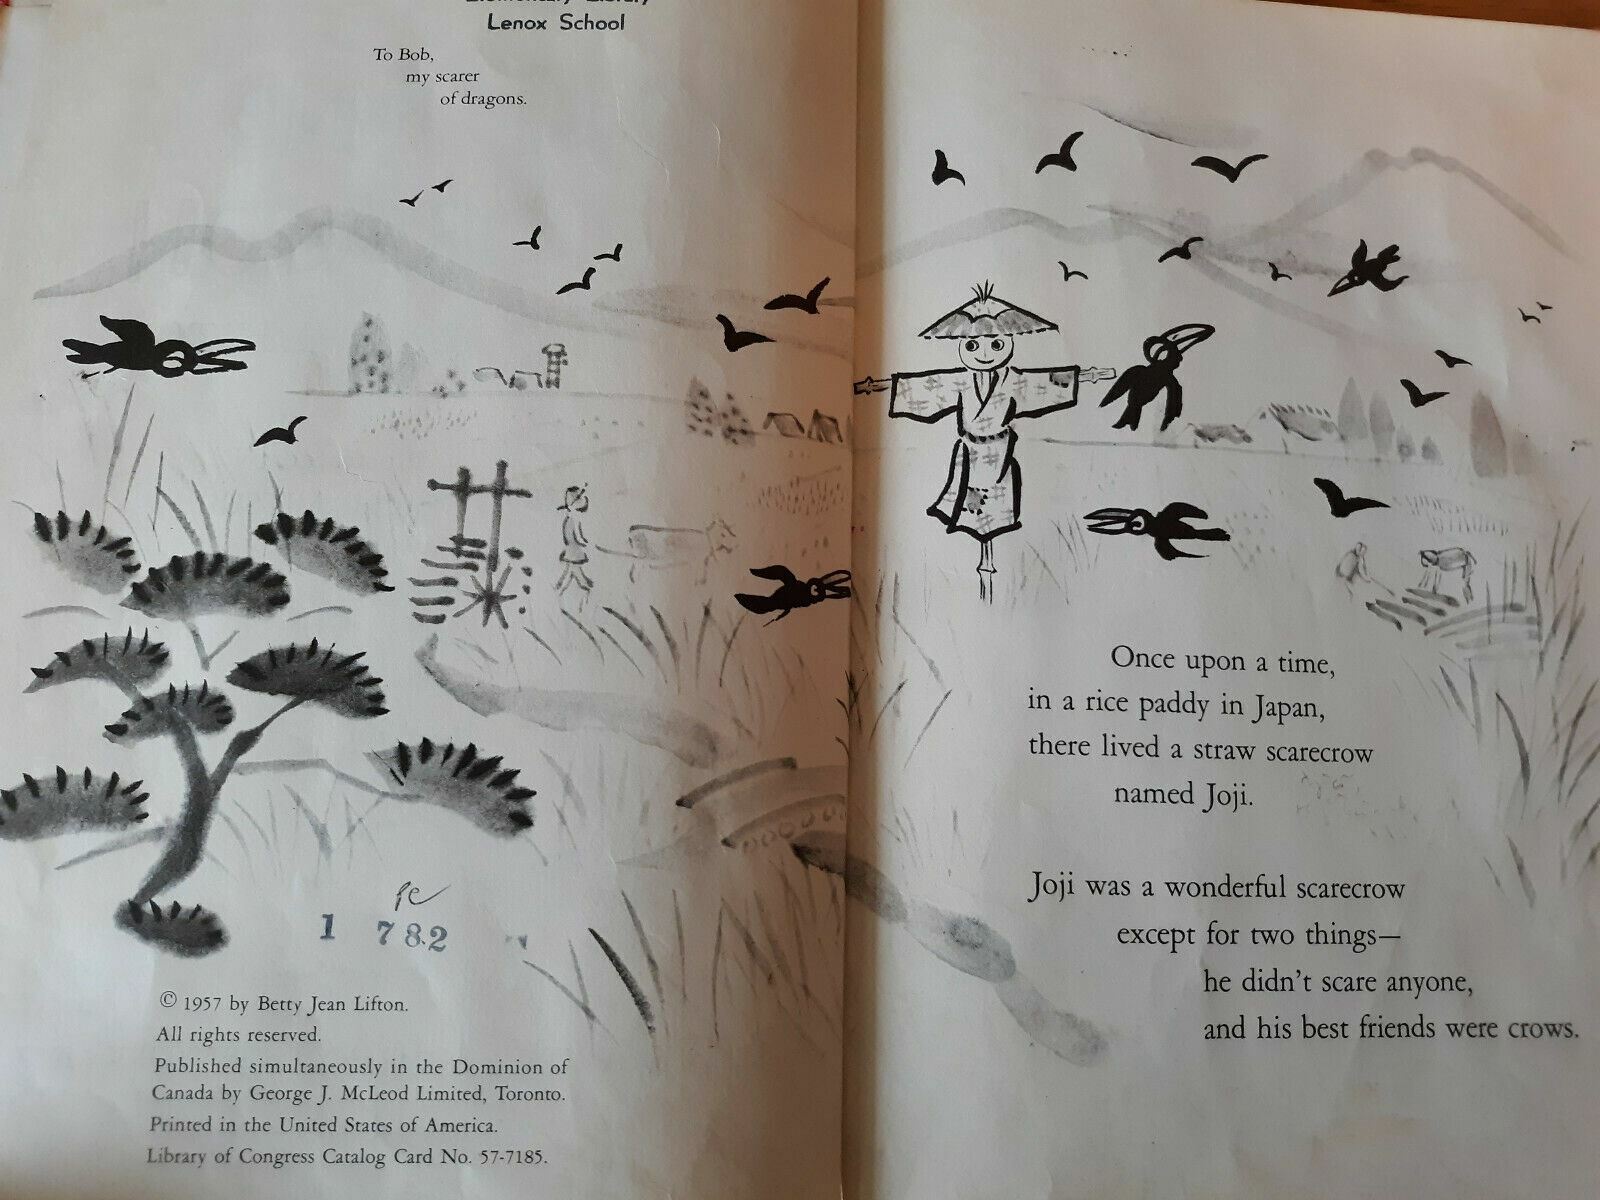 Elementary Library
Lenox School
To Bob,
my scarer
of dragons.
PC
1 782
© 1957 by Betty Jean Lifton.
All rights reserved.
Published simultaneously in the Dominion of
Canada by George J. McLeod Limited, Toronto.
Printed in the United States of America.
Library of Congress Catalog Card No. 57-7185.
Once upon a time,
in a rice paddy in Japan,
there lived a straw scarecrow
named Joji.
Joji was a wonderful scarecrow
except for two things—
he didn't scare anyone,
and his best friends were crows.